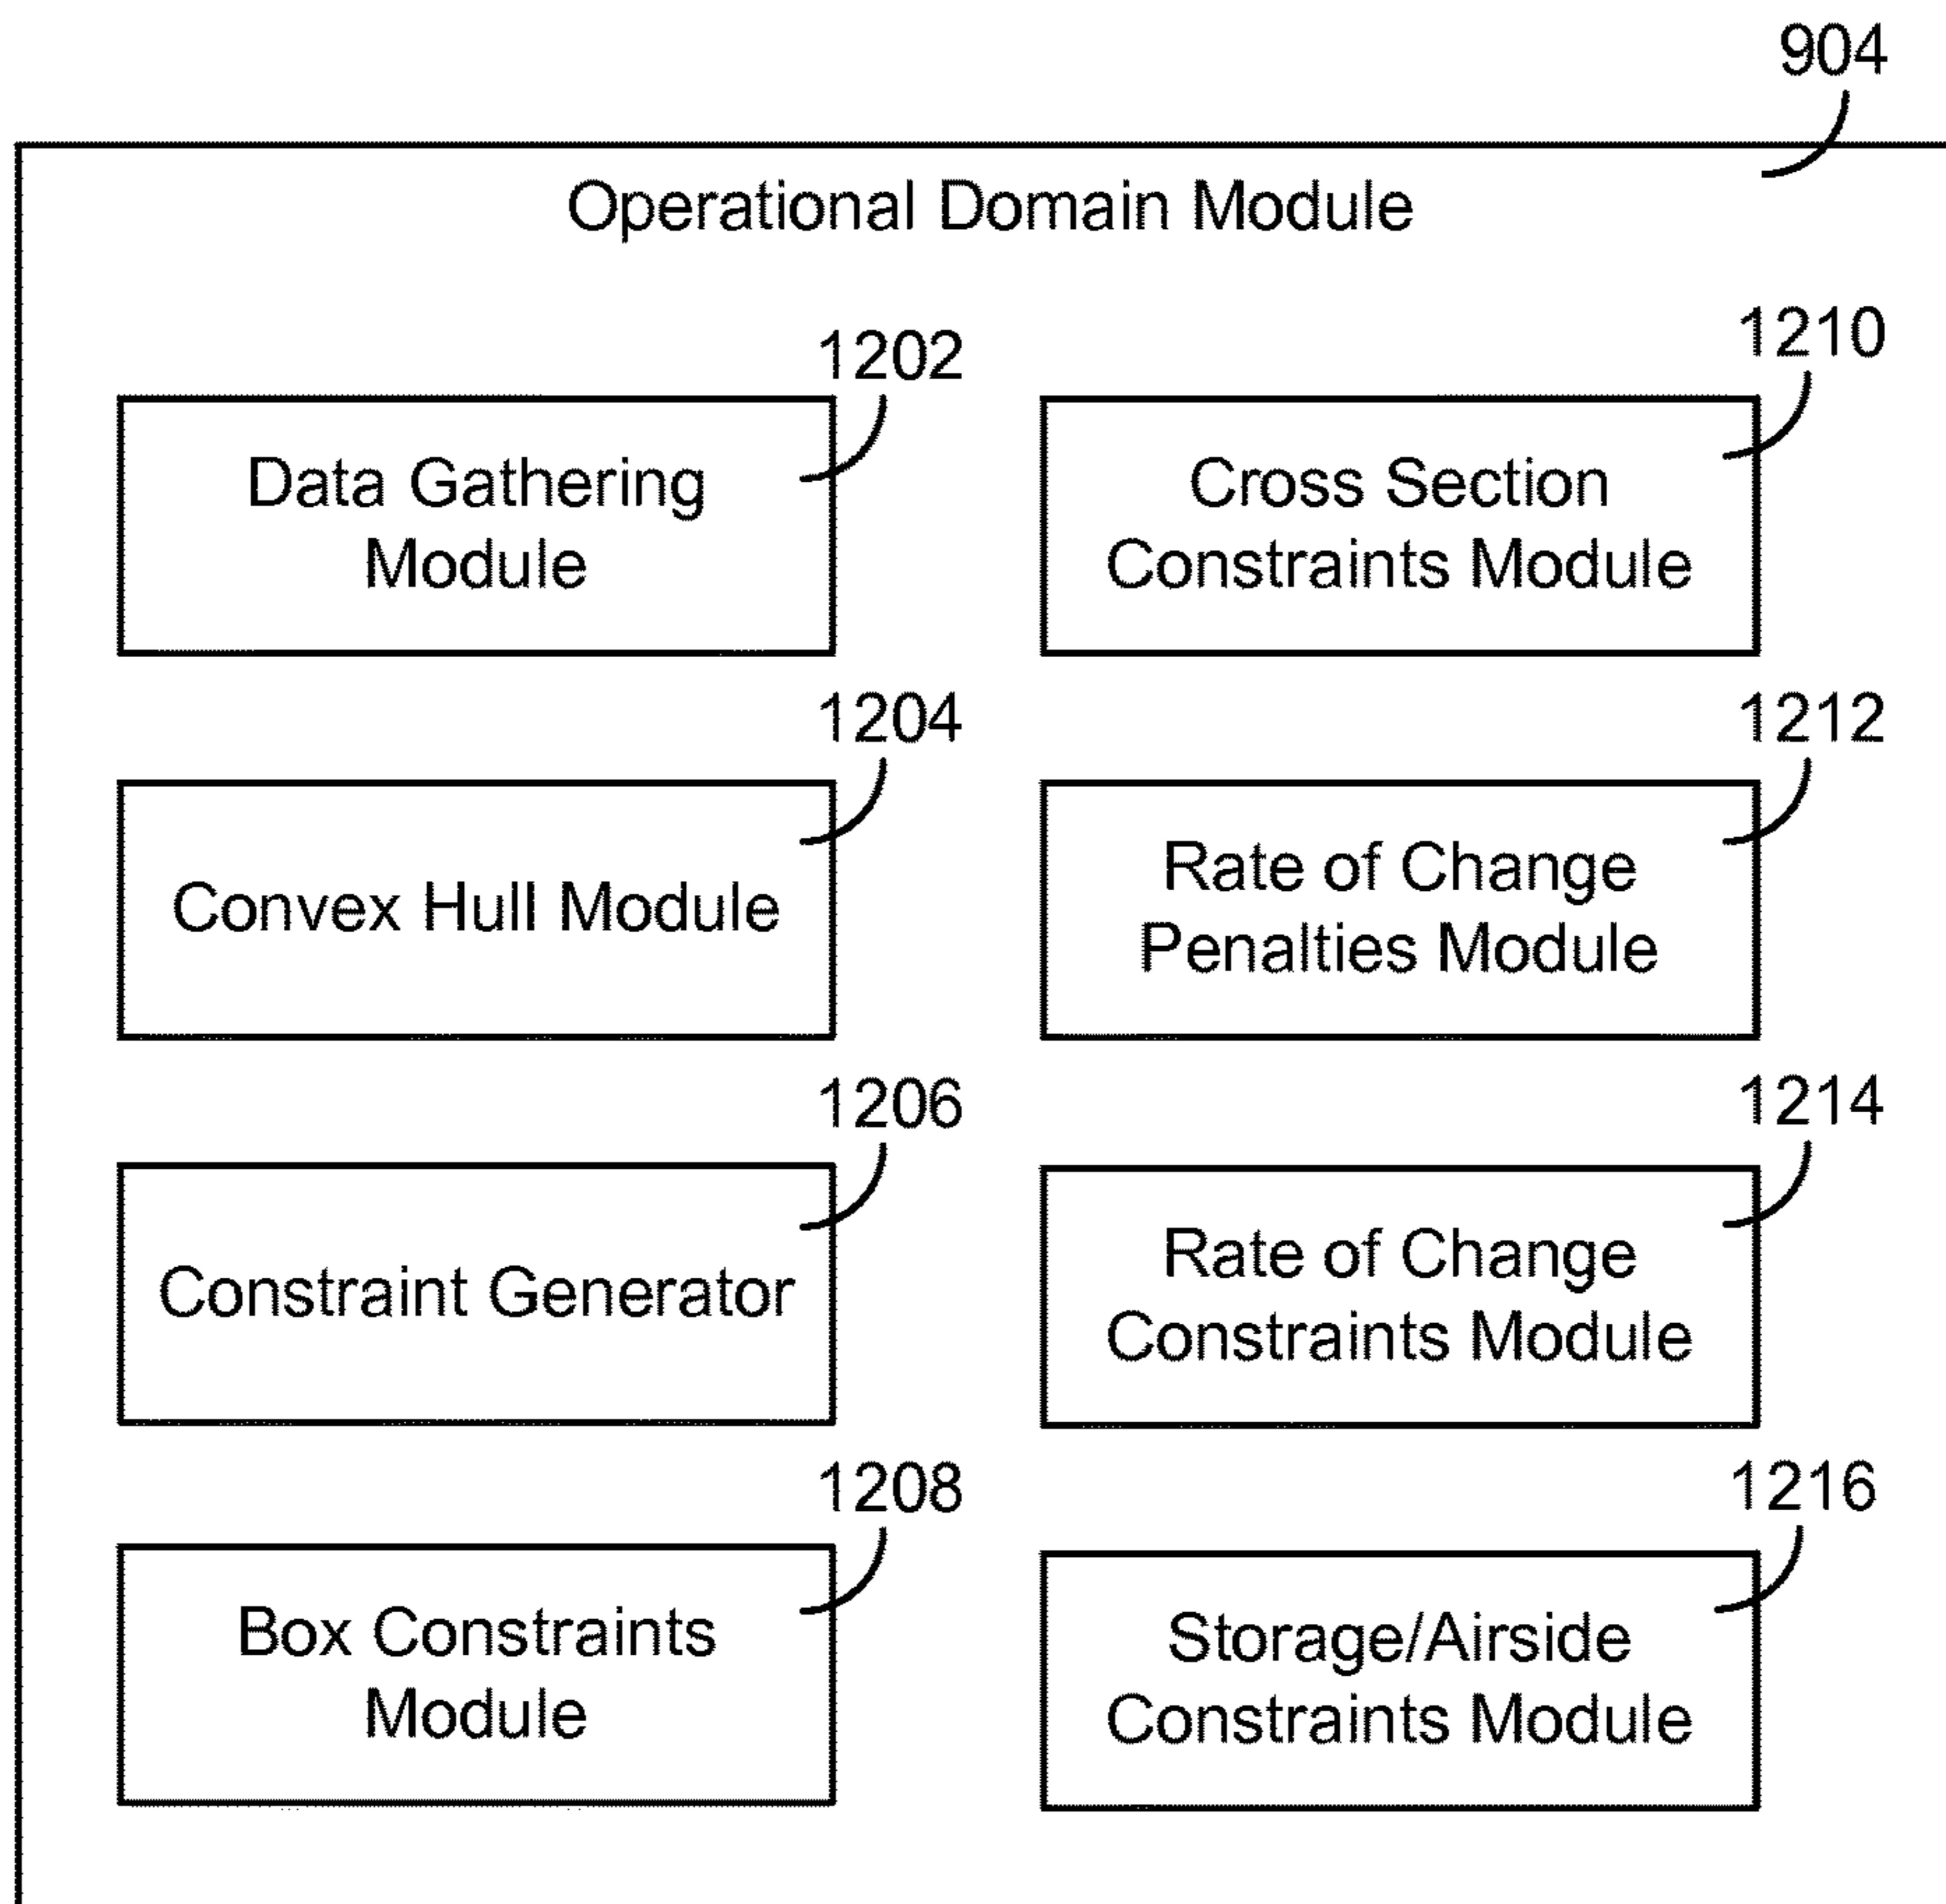 904
Operational Domain Module
1202
Data Gathering
Module
1210
Cross Section
Constraints Module
1204
Convex Hull Module
1212
Rate of Change
Penalties Module
1206
Constraint Generator
1214
Rate of Change
Constraints Module
1208
Box Constraints
Module
1216
Storage/Airside
Constraints Module